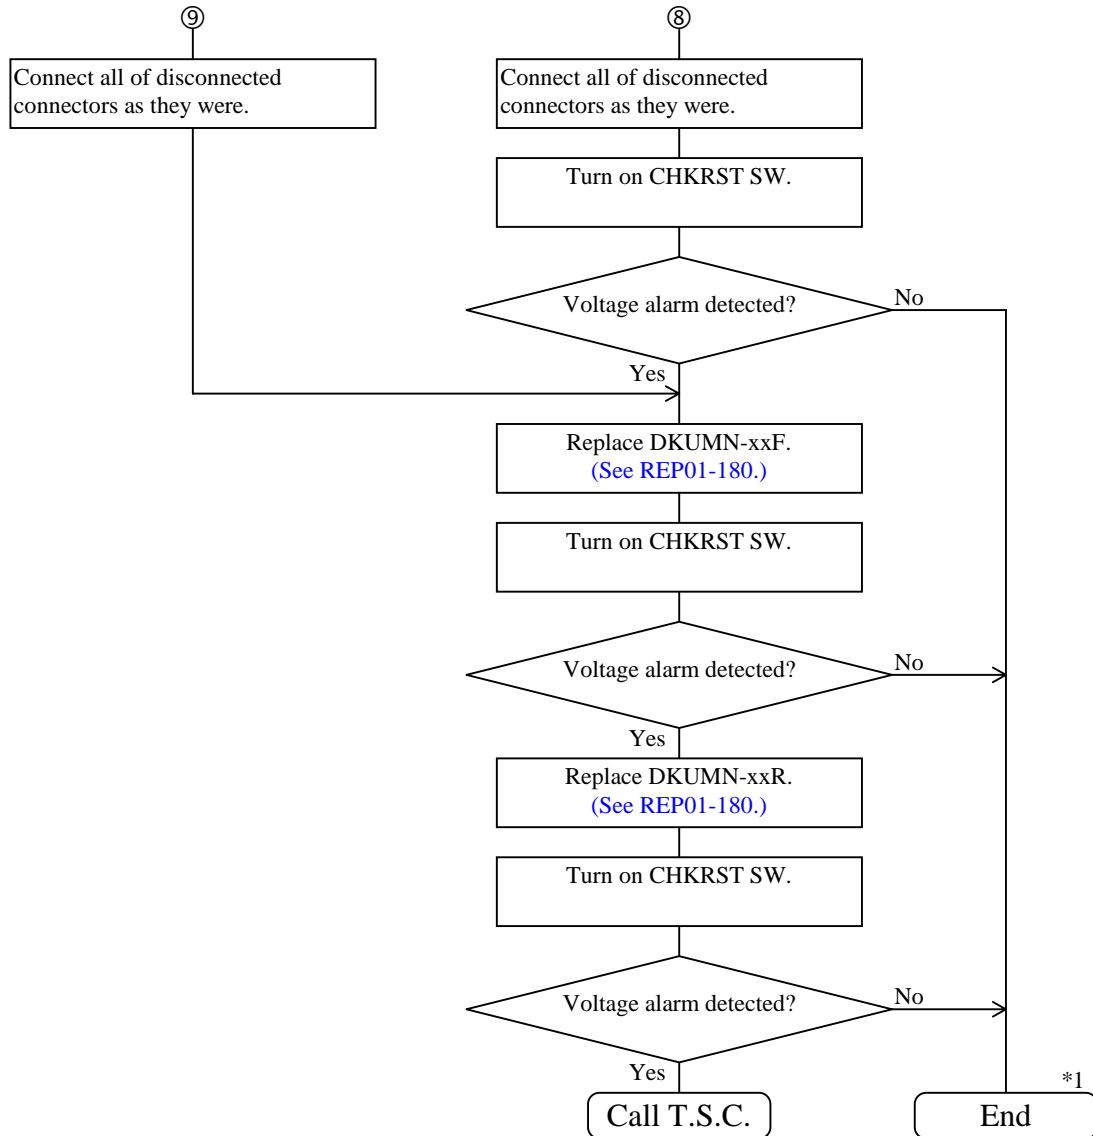 ⑨
⑧
Connect all of disconnected
connectors as they were.
Connect all of disconnected
connectors as they were.
Turn on CHKRST SW.
Voltage alarm detected?
No
Yes
Replace DKUMN-xxF.
(See REP01-180.)
Turn on CHKRST SW.
Voltage alarm detected?
No
Yes
Replace DKUMN-xxR.
(See REP01-180.)
Turn on CHKRST SW.
Voltage alarm detected?
No
Yes
*1
Call T.S.C.
End